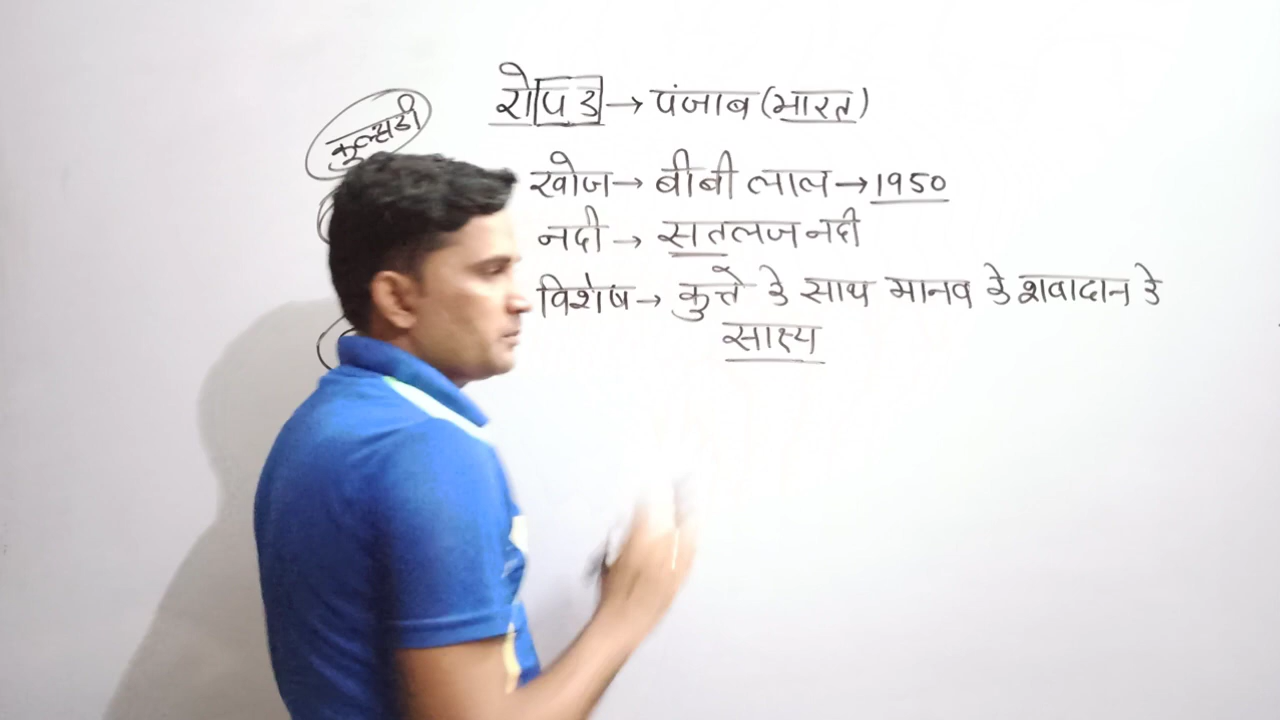 रोपड → पंजाब (भारत)
खोज → बीबी लाल → 1950
नदी → सतलज नदी
विशेष → कुत्ते के साथ मानव के शवादान के
साक्ष्य